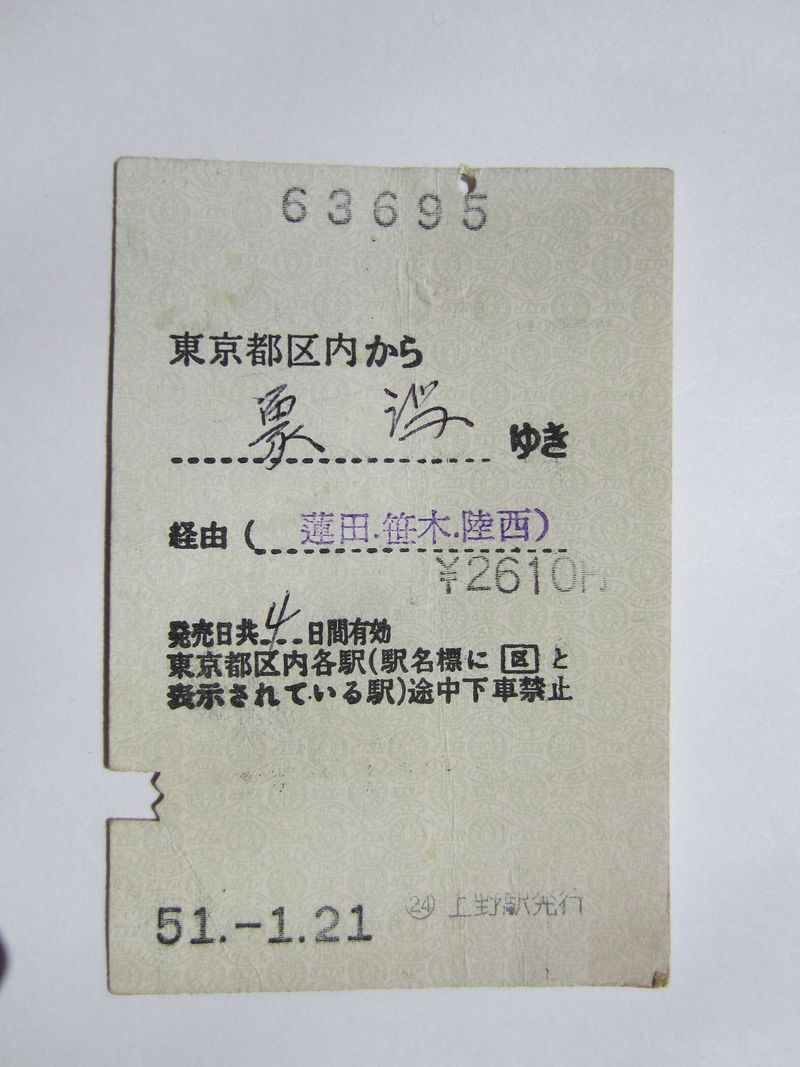 63695
東京都区内から
象潟 ゆき
経由(蓮田.笹木.陸西)
¥2610円
発売日共4日間有効
東京都区内各駅(駅名標に区と
表示されている駅)途中下車禁止
51.-1.21
㉔ 上野駅発行